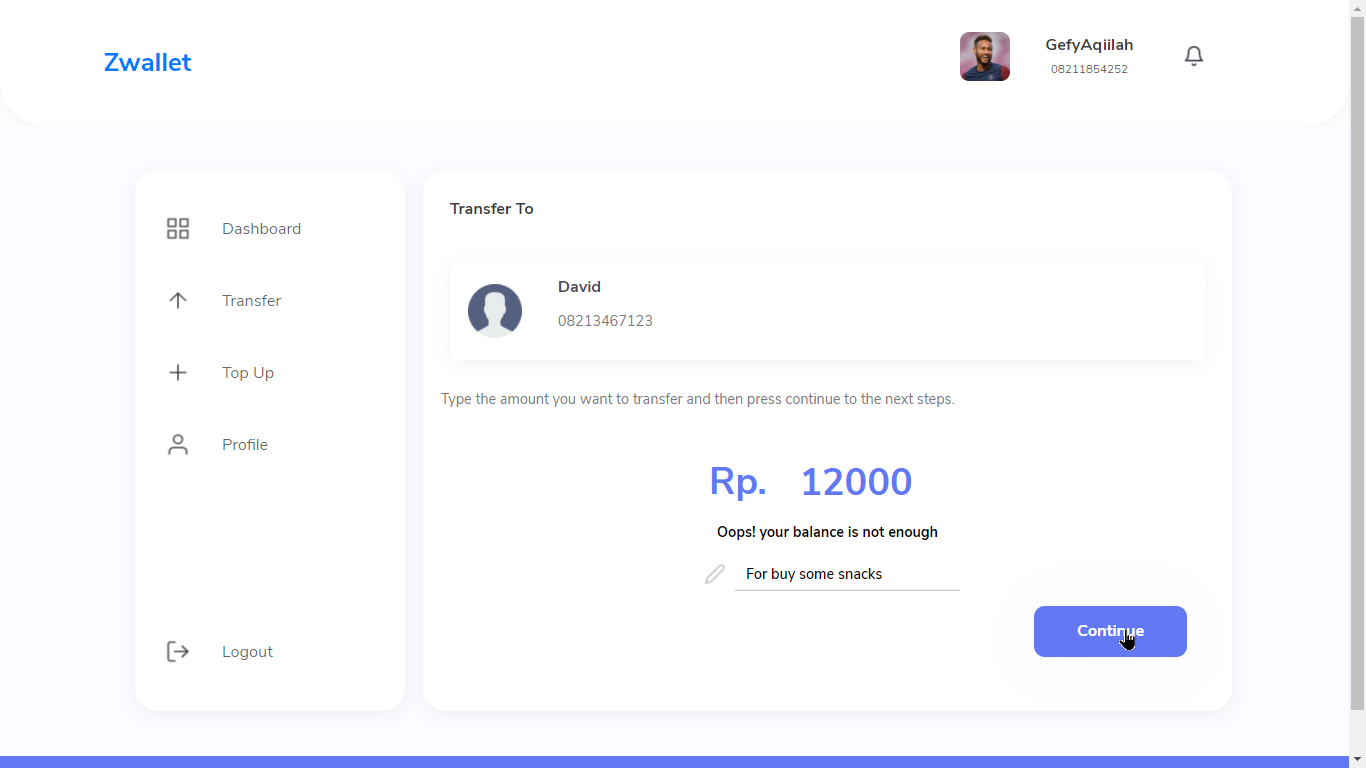 Zwallet
GefyAqiilah
08211854252
Dashboard
Transfer
Top Up
Profile
Logout
Transfer To
David
08213467123
Type the amount you want to transfer and then press continue to the next steps.
Rp. 12000
Oops! your balance is not enough
For buy some snacks
Continue